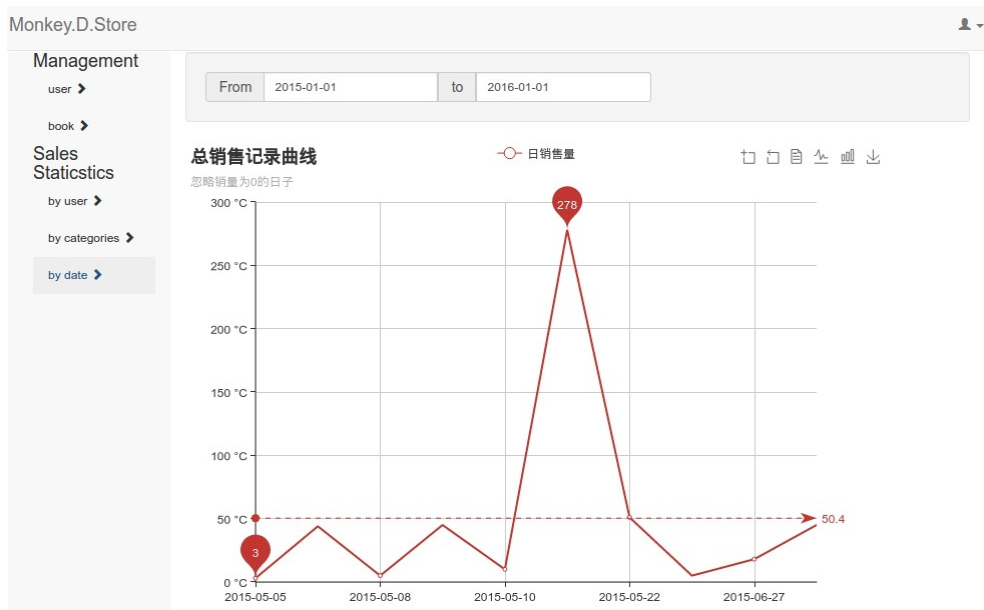 Monkey.D.Store
Management
user
book
Sales
Staticstics
by user
by categories
by date
From 2015-01-01 to 2016-01-01
总销售记录曲线
日销售量
忽略销量为0的日子
300 °C
278
250 °C
200 °C
150 °C
100 °C
50 °C
50.4
3
0 °C
2015-05-05 2015-05-08 2015-05-10 2015-05-22 2015-06-27